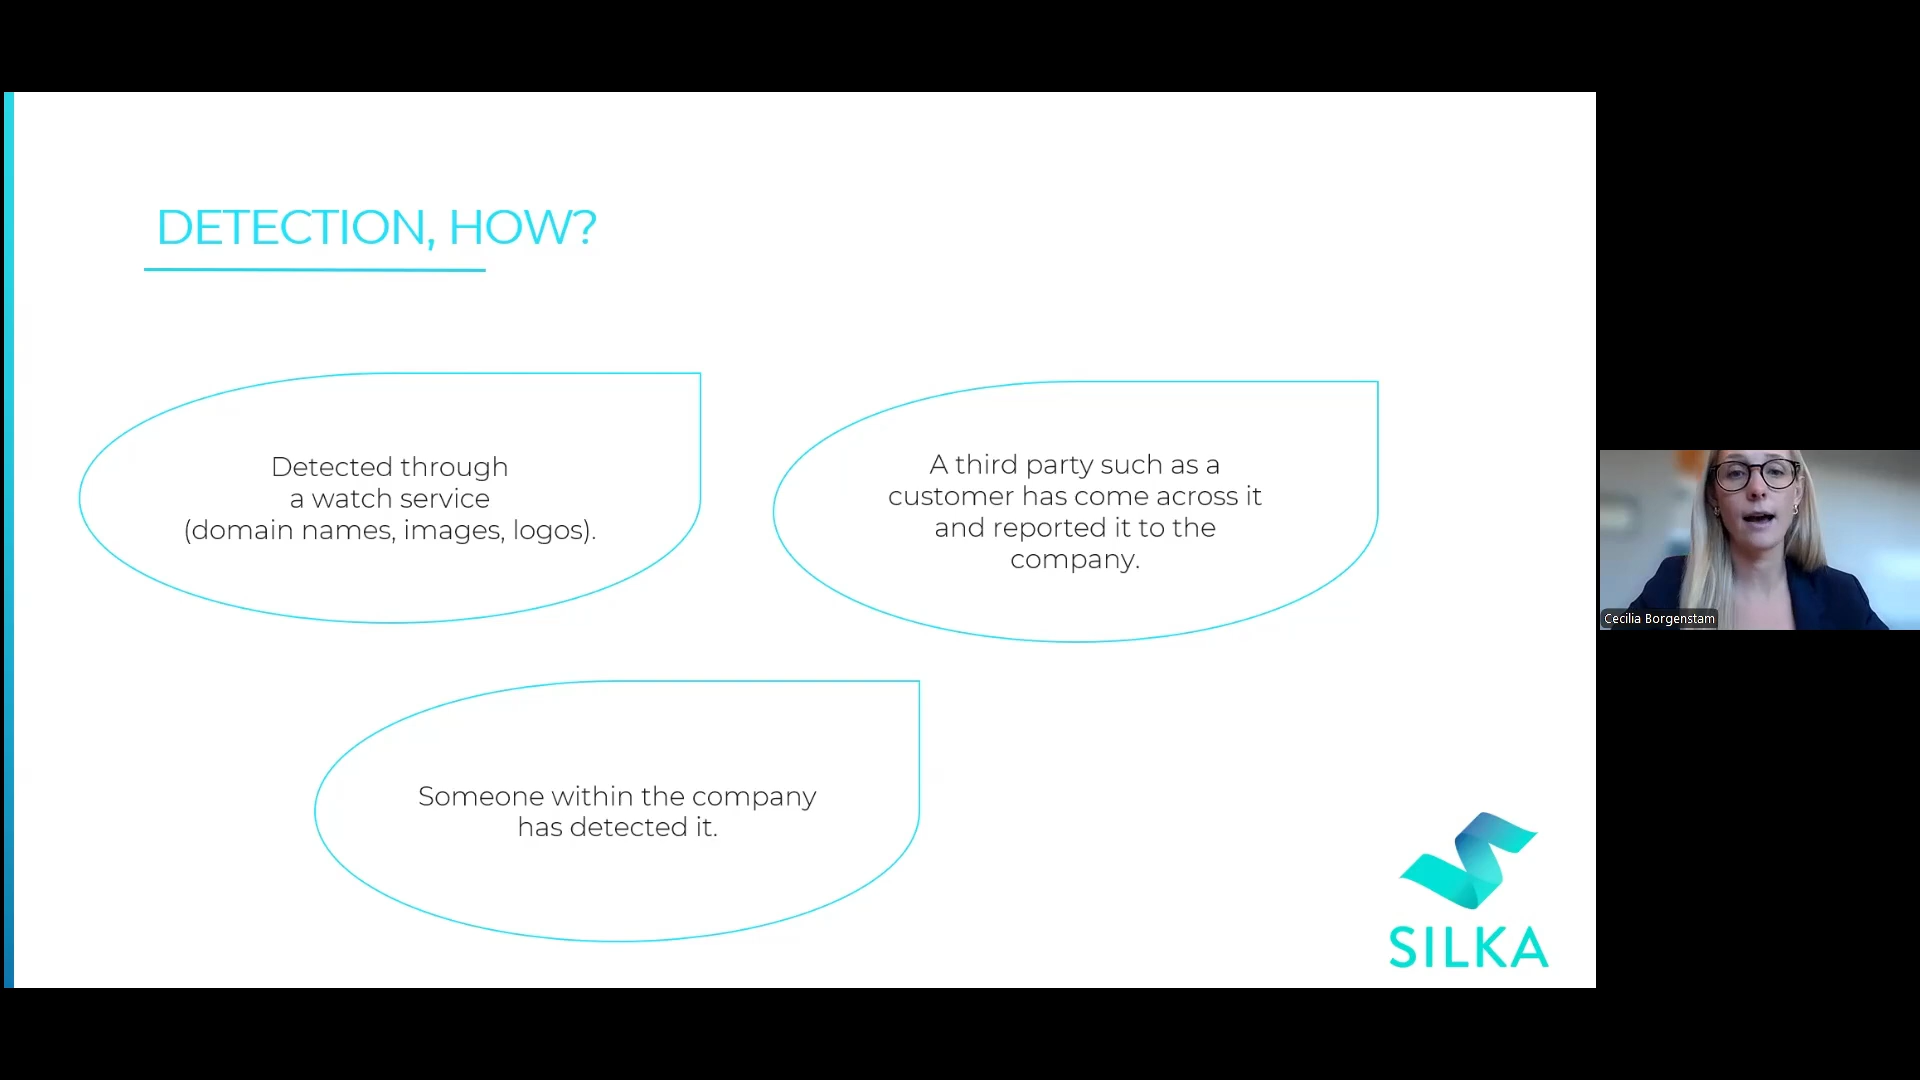 DETECTION, HOW?
Detected through
a watch service
(domain names, images, logos).
A third party such as a
customer has come across it
and reported it to the
company.
Someone within the company
has detected it.
SILKA
Cecilia Borgenstam